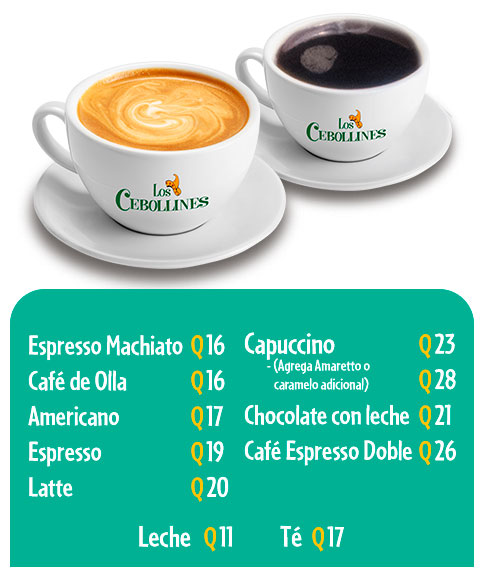 Los
CEBOLLINES
Los
CEBOLLINES
Espresso Machiato Q16
Café de Olla Q16
Americano Q17
Espresso Q19
Latte Q20
Capuccino Q23
- (Agrega Amaretto o
caramelo adicional) Q28
Chocolate con leche Q21
Café Espresso Doble Q26
Leche Q11 Té Q17